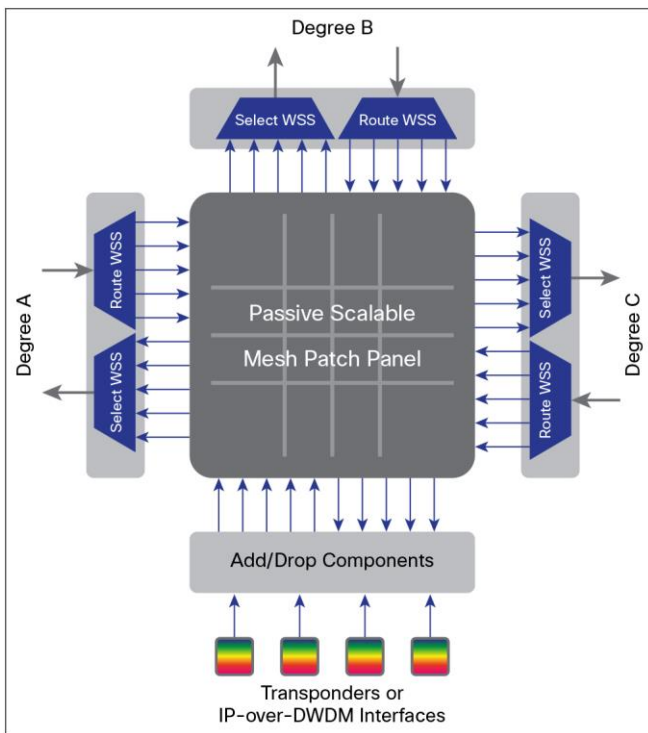 Degree B
Select WSS
Route WSS
Degree A
Route WSS
Select WSS
Passive Scalable
Mesh Patch Panel
Select WSS
Route WSS
Degree C
Add/Drop Components
Transponders or
IP-over-DWDM Interfaces